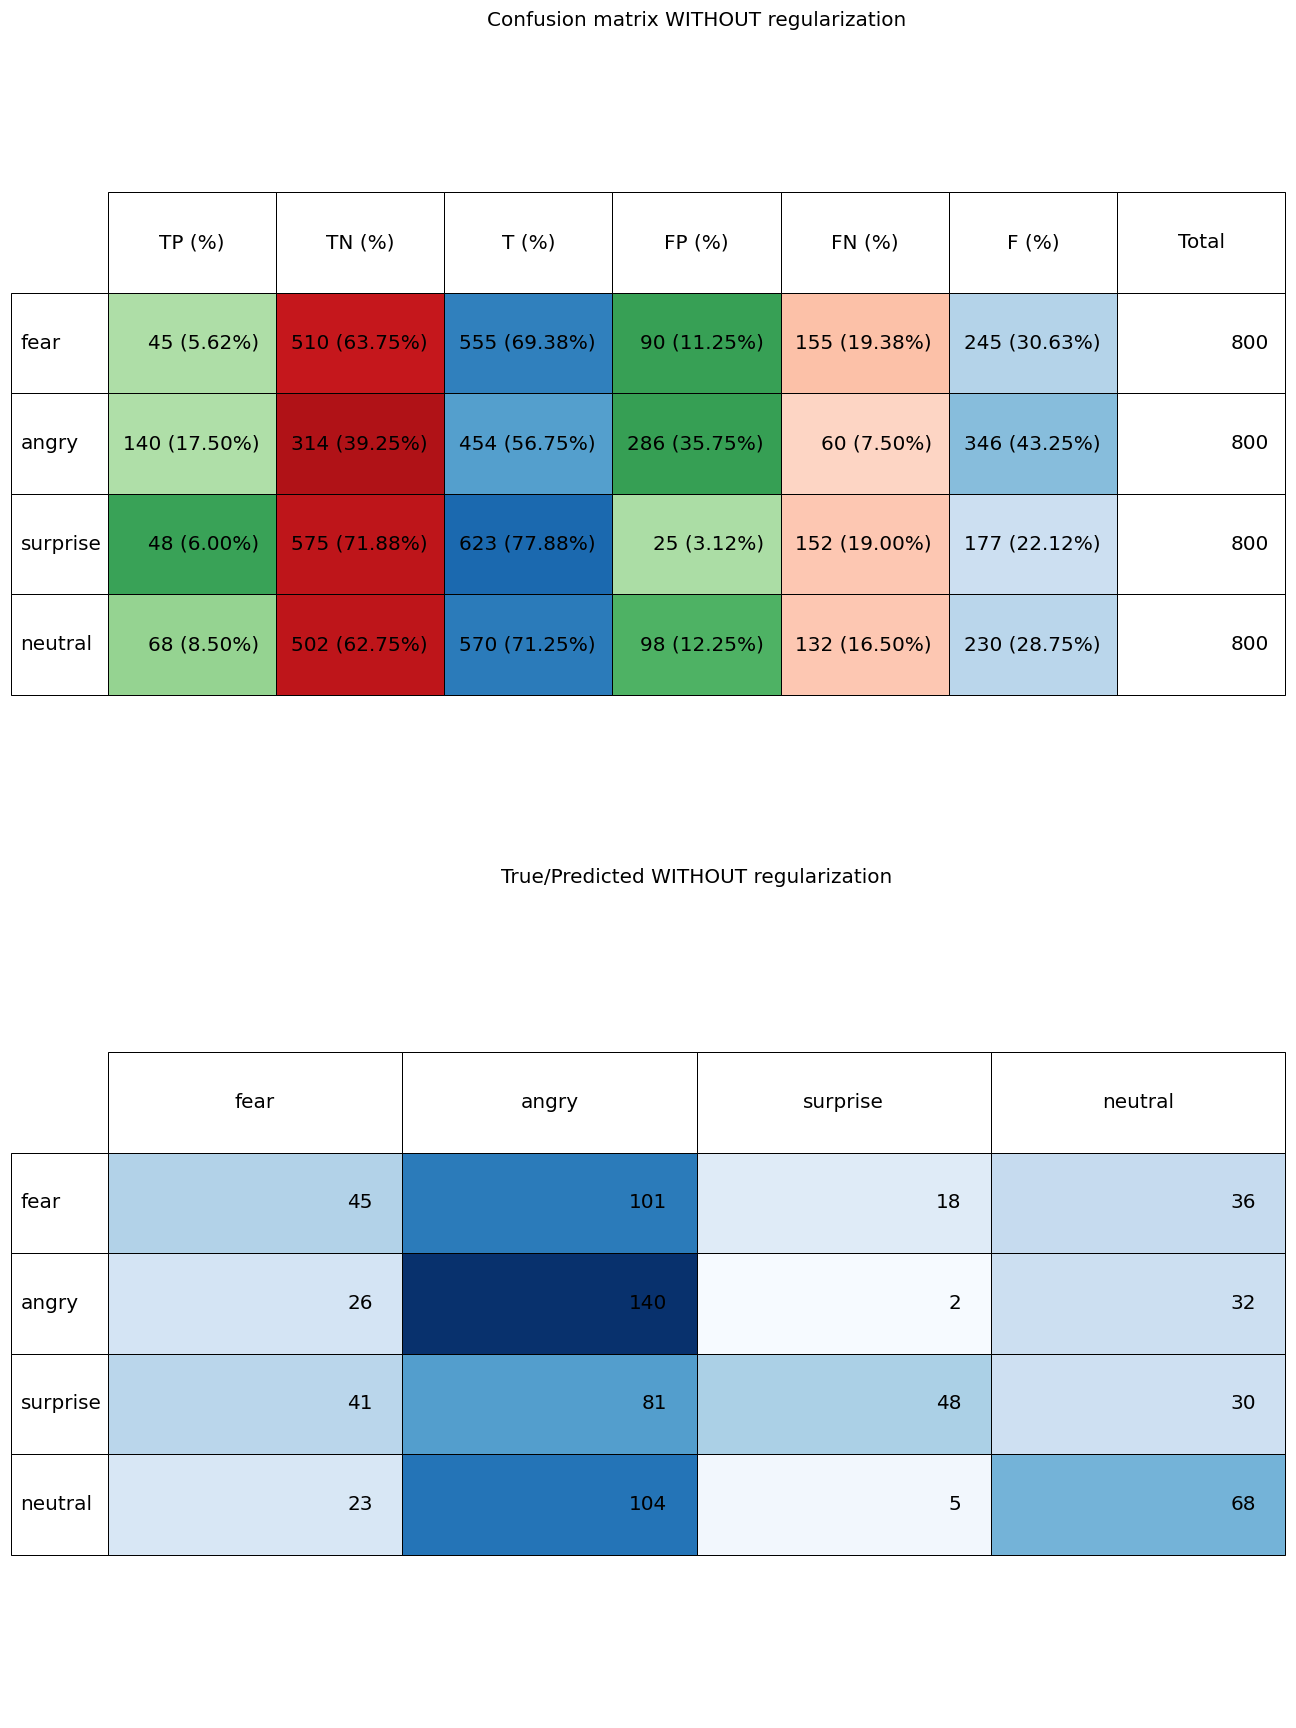 Confusion matrix WITHOUT regularization
TP (%) TN (%) T (%) FP (%) FN (%) F (%) Total
fear 45 (5.62%) 510 (63.75%) 555 (69.38%) 90 (11.25%) 155 (19.38%) 245 (30.63%) 800
angry 140 (17.50%) 314 (39.25%) 454 (56.75%) 286 (35.75%) 60 (7.50%) 346 (43.25%) 800
surprise 48 (6.00%) 575 (71.88%) 623 (77.88%) 25 (3.12%) 152 (19.00%) 177 (22.12%) 800
neutral 68 (8.50%) 502 (62.75%) 570 (71.25%) 98 (12.25%) 132 (16.50%) 230 (28.75%) 800
True/Predicted WITHOUT regularization
fear angry surprise neutral
fear 45 101 18 36
angry 26 140 2 32
surprise 41 81 48 30
neutral 23 104 5 68